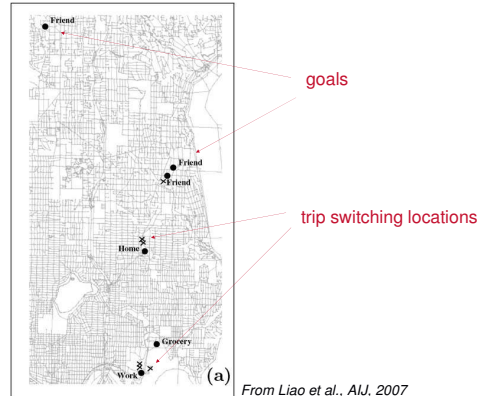 Friend
goals
Friend
Friend
trip switching locations
Home
Grocery
Work
(a)
From Liao et al., AIJ, 2007